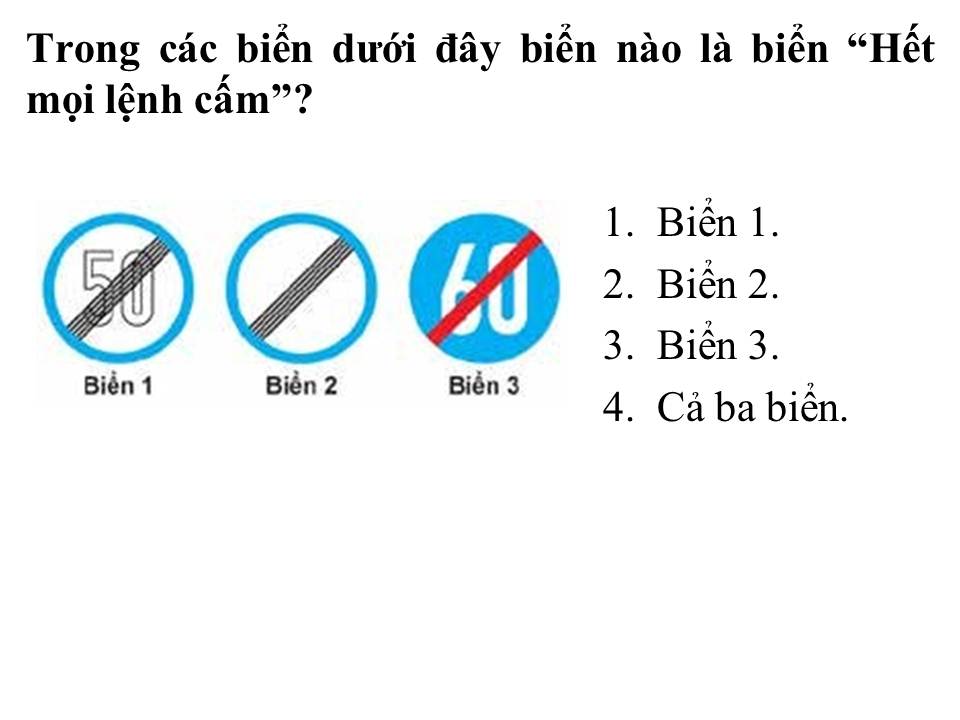 Trong các biển dưới đây biển nào là biển “Hết
mọi lệnh cấm”?
50
60
Biển 1
Biển 2
Biển 3
1. Biển 1.
2. Biển 2.
3. Biển 3.
4. Cả ba biển.